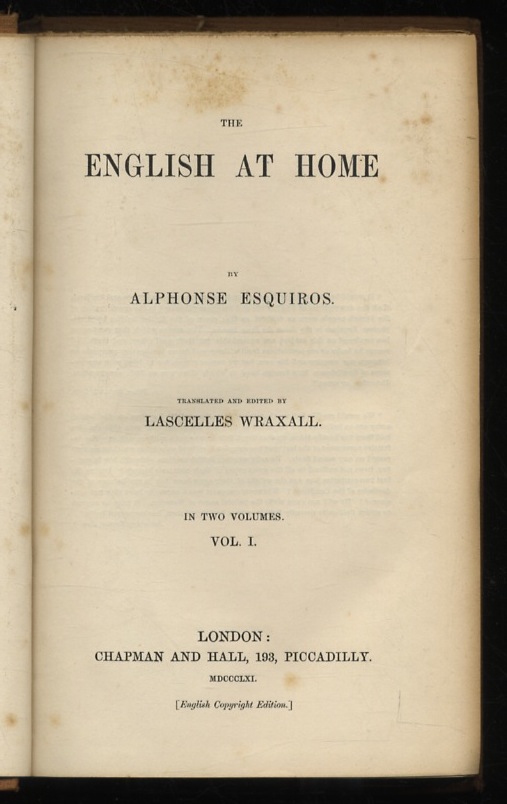 THE
ENGLISH AT HOME
BY
ALPHONSE ESQUIROS.
TRANSLATED AND EDITED BY
LASCELLES WRAXALL.
IN TWO VOLUMES.
VOL. I.
LONDON:
CHAPMAN AND HALL, 193, PICCADILLY.
MDCCCLXI.
[English Copyright Edition.]